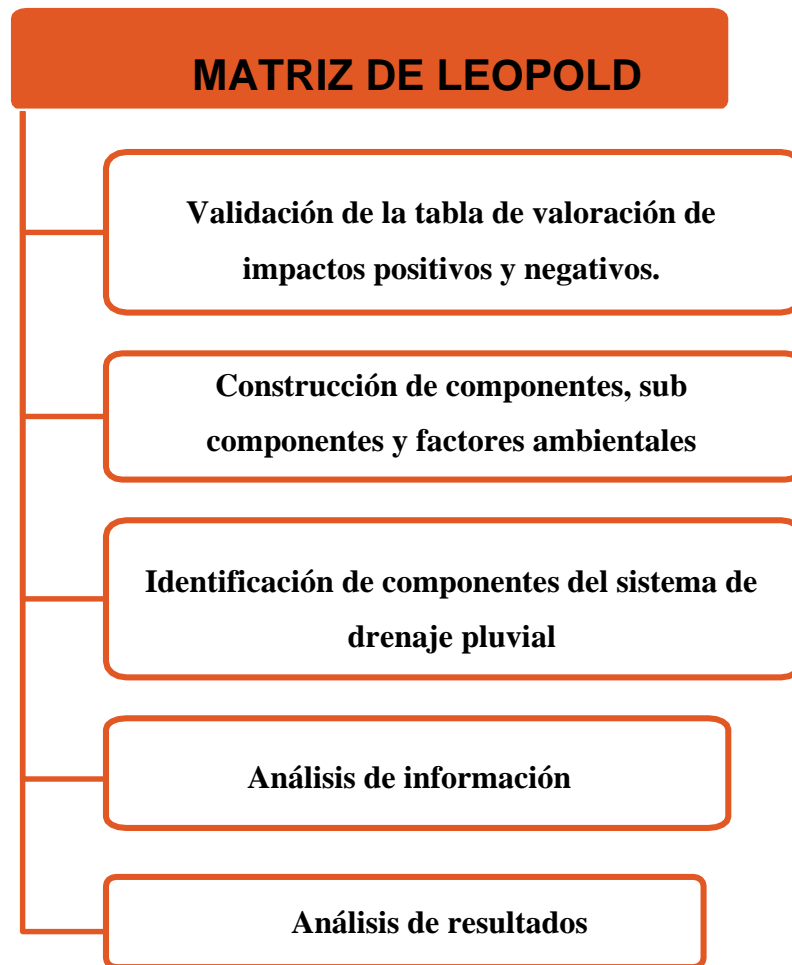 MATRIZ DE LEOPOLD
Validación de la tabla de valoración de
impactos positivos y negativos.
Construcción de componentes, sub
componentes y factores ambientales
Identificación de componentes del sistema de
drenaje pluvial
Análisis de información
Análisis de resultados